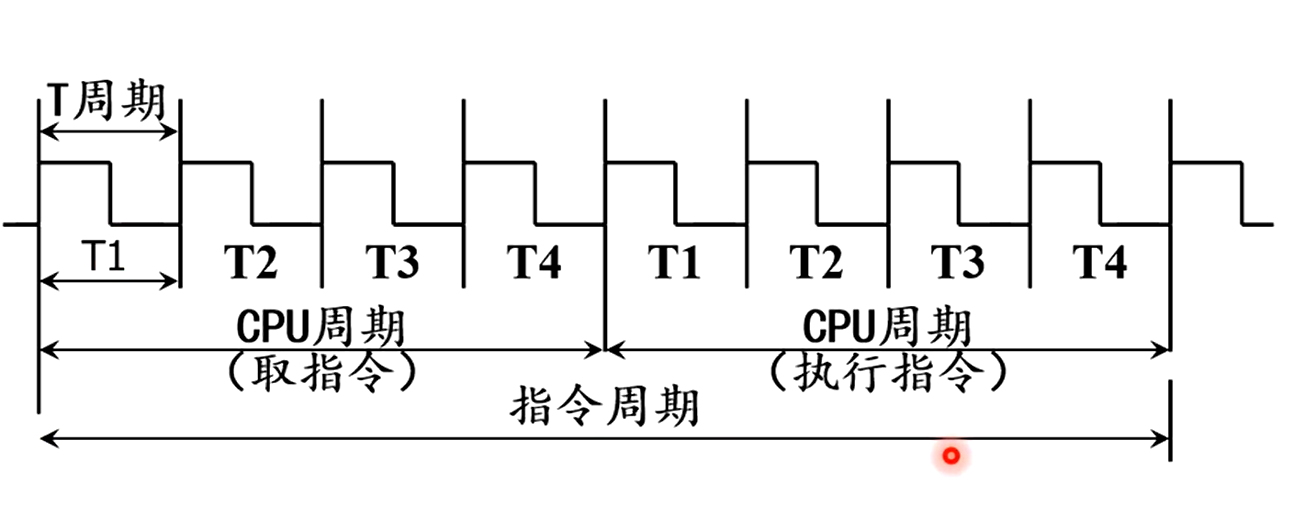 T周期
T1 T2 T3 T4 T1 T2 T3 T4
CPU周期 CPU周期
（取指令） （执行指令）
指令周期